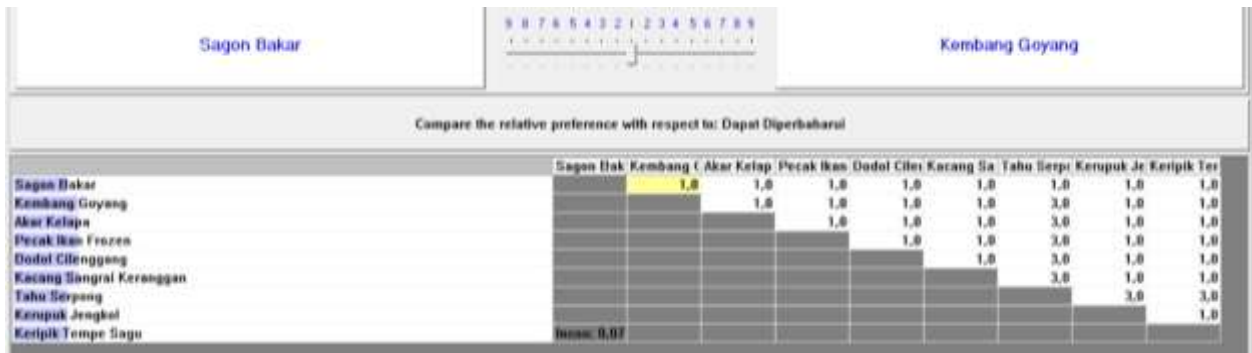 9 8 7 6 5 4 3 2 1 2 3 4 5 6 7 8 9
Sagon Bakar
Kembang Goyang
Compare the relative preference with respect to: Dapat Diperbaharui
Sagon Bak Kembang G Akar Kelap Pecak Ikan Dodol Cilen Kacang Sa Tahu Serpo Kerupuk Je Keripik Tem
Sagon Bakar 1,0 1,0 1,0 1,0 1,0 1,0 1,0 1,0
Kembang Goyang 1,0 1,0 1,0 1,0 3,0 1,0 1,0
Akar Kelapa 1,0 1,0 1,0 3,0 1,0 1,0
Pecak Ikan Frozen 1,0 1,0 3,0 1,0 1,0
Dodol Cilenggang 1,0 3,0 1,0 1,0
Kacang Sangrai Keranggan 3,0 1,0 1,0
Tahu Serpong 3,0 3,0
Kerupuk Jengkol 1,0
Keripik Tempe Sagu Incon: 0,07